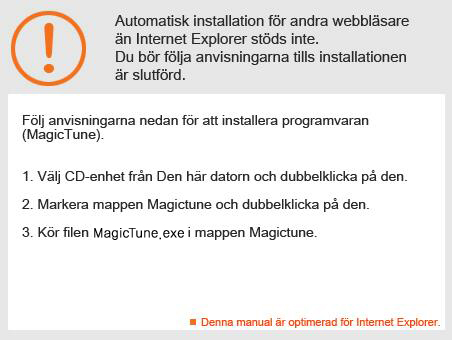 Automatisk installation för andra webbläsare
än Internet Explorer stöds inte.
Du bör följa anvisningarna tills installationen
är slutförd.
Följ anvisningarna nedan för att installera programvaran
(MagicTune).
1. Välj CD-enhet från Den här datorn och dubbelklicka på den.
2. Markera mappen Magictune och dubbelklicka på den.
3. Kör filen MagicTune.exe i mappen Magictune.
Denna manual är optimerad för Internet Explorer.